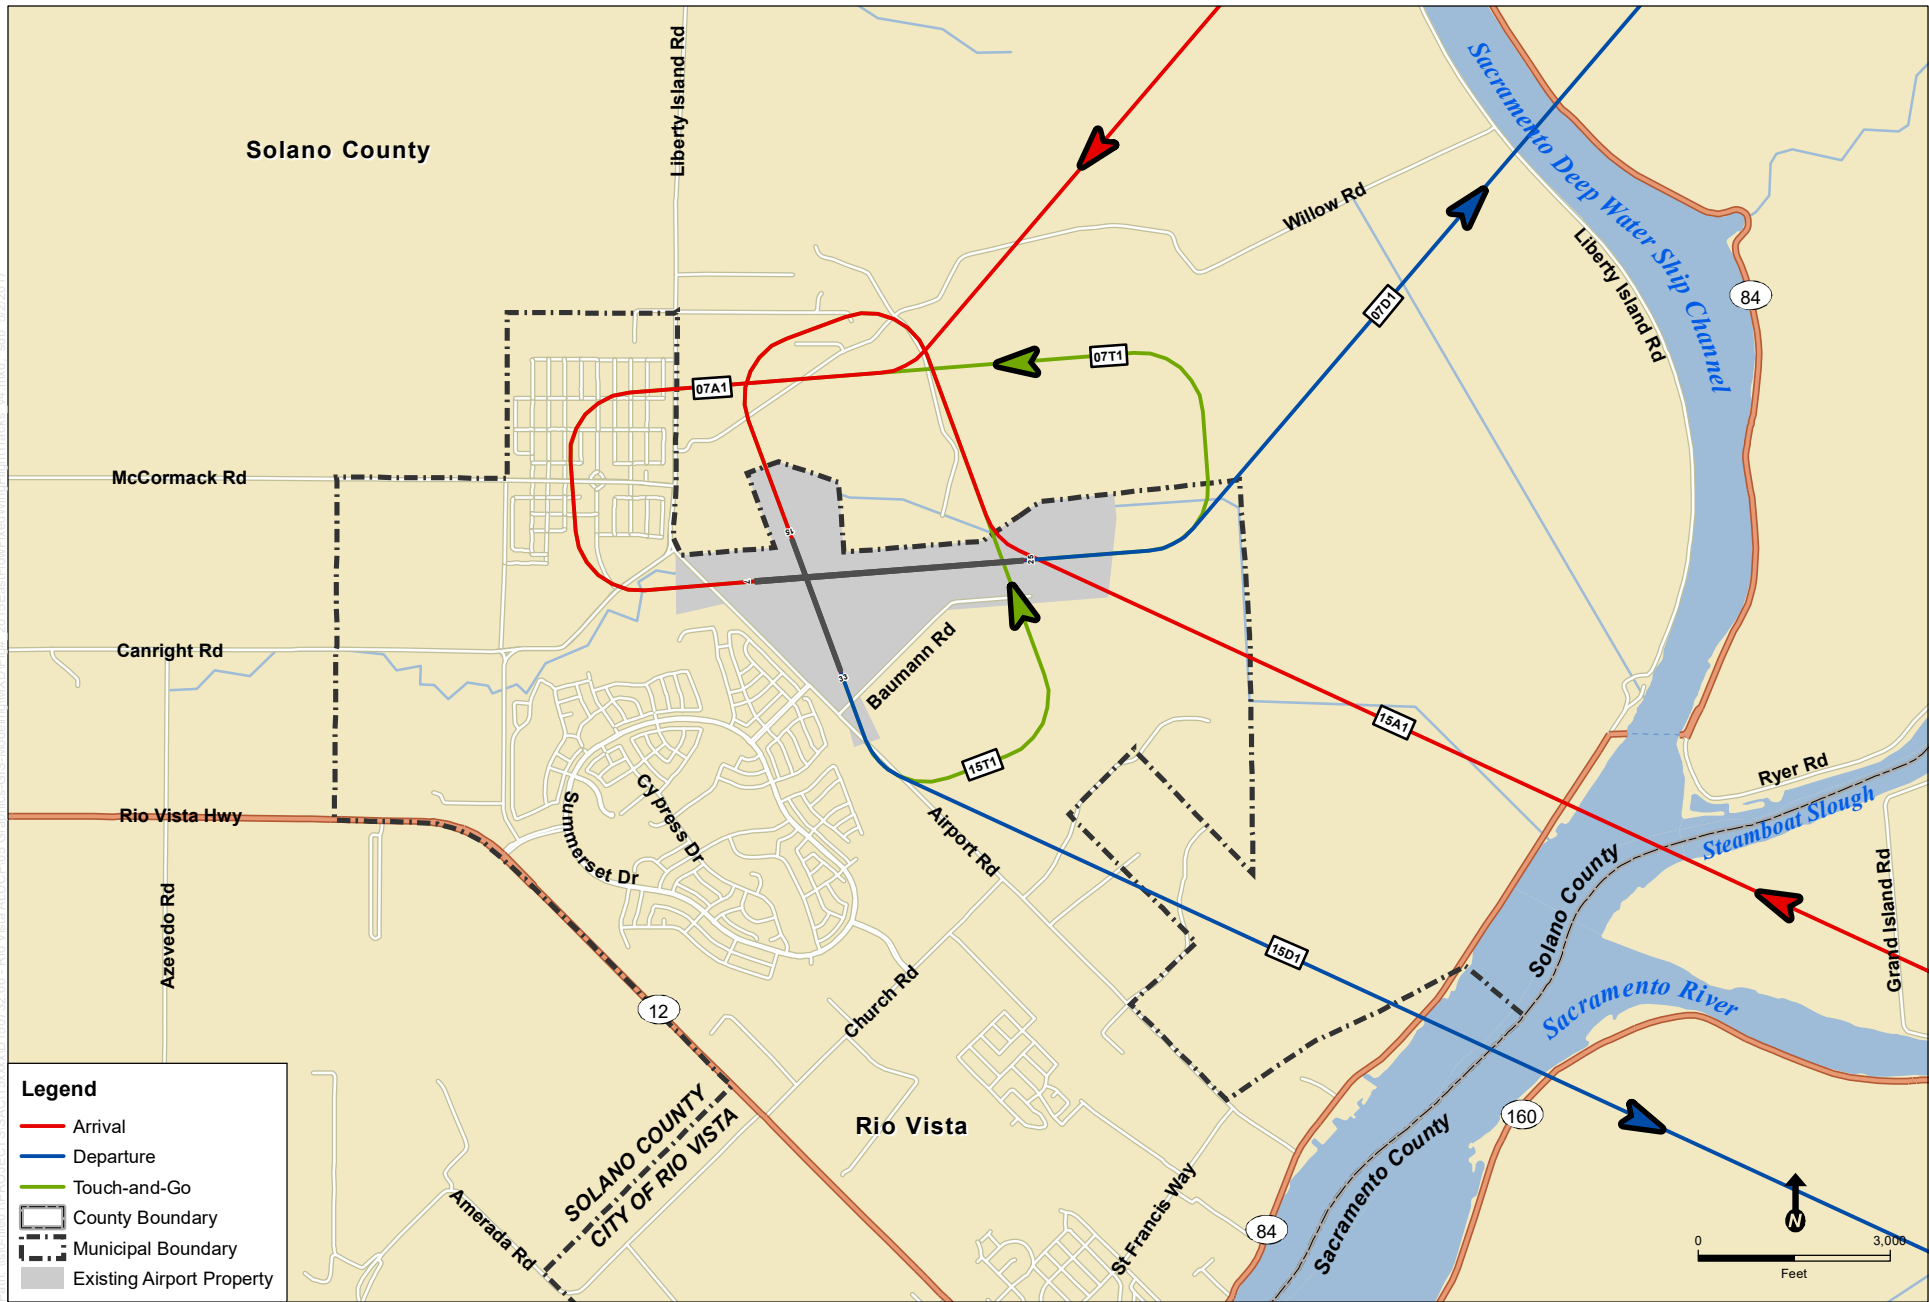 Solano County
Liberty Island Rd
Sacramento Deep Water Ship Channel
Willow Rd
Liberty Island Rd
84
07D1
07T1
07A1
McCormack Rd
15
25
7
33
Canright Rd
Baumann Rd
15A1
15T1
Ryer Rd
Steamboat Slough
Rio Vista Hwy
Summerset Dr
Cypress Dr
Airport Rd
Azevedo Rd
Solano County
Grand Island Rd
15D1
Church Rd
Sacramento River
12
Rio Vista
SOLANO COUNTY
CITY OF RIO VISTA
160
Sacramento County
St Francis Way
84
Amerada Rd
Legend
Arrival
Departure
Touch-and-Go
County Boundary
Municipal Boundary
Existing Airport Property
N
0 3,000
Feet